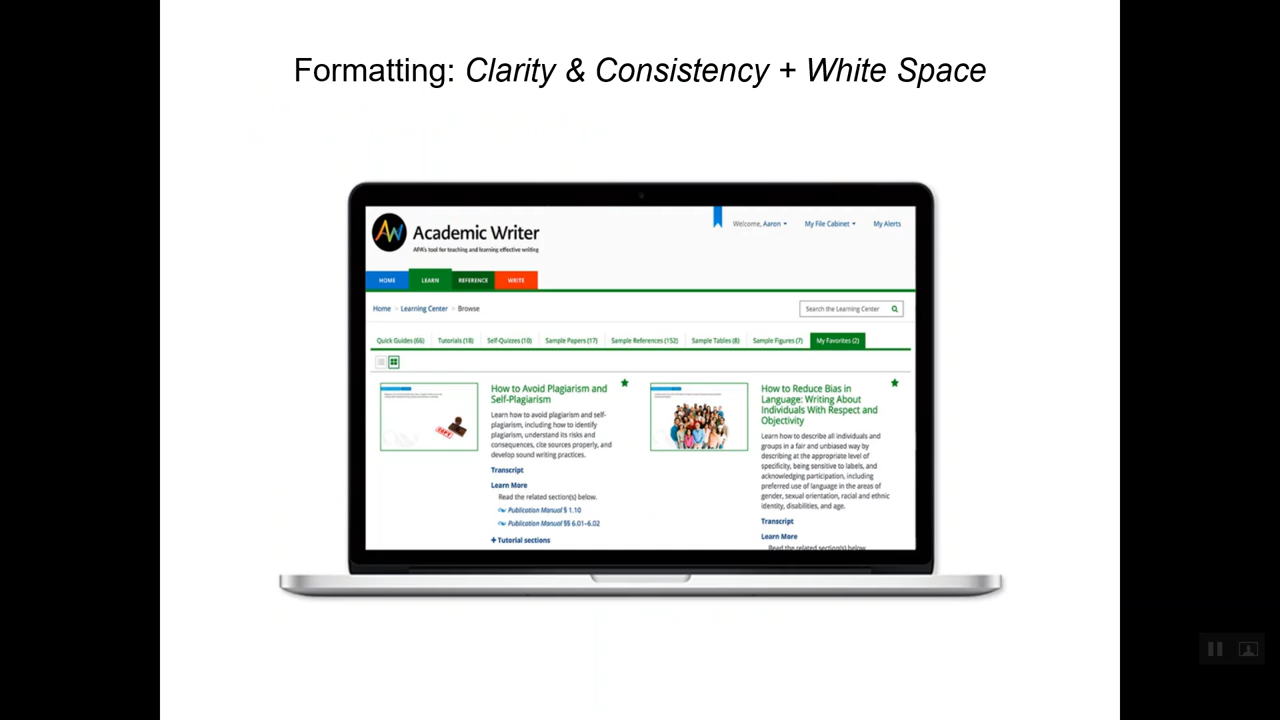 Formatting: Clarity & Consistency + White Space
AW Academic Writer
APA's tool for teaching and learning effective writing
Welcome, Aaron
My File Cabinet
My Alerts
HOME
LEARN
REFERENCE
WRITE
Home > Learning Center > Browse
Search the Learning Center
Quick Guides (66)
Tutorials (18)
Self-Quizzes (10)
Sample Papers (17)
Sample References (152)
Sample Tables (8)
Sample Figures (7)
My Favorites (2)
How to Avoid Plagiarism and
Self-Plagiarism
Learn how to avoid plagiarism and self-
plagiarism, including how to identify
plagiarism, understand its risks and
consequences, cite sources properly, and
develop sound writing practices.
Transcript
Learn More
Read the related section(s) below.
Publication Manual § 1.10
Publication Manual §§ 6.01–6.02
+ Tutorial sections
How to Reduce Bias in
Language: Writing About
Individuals With Respect and
Objectivity
Learn how to describe all individuals and
groups in a fair and unbiased way by
describing at the appropriate level of
specificity, being sensitive to labels, and
acknowledging participation, including
preferred use of language in the areas of
gender, sexual orientation, racial and ethnic
identity, disabilities, and age.
Transcript
Learn More
Read the related section(s) below.